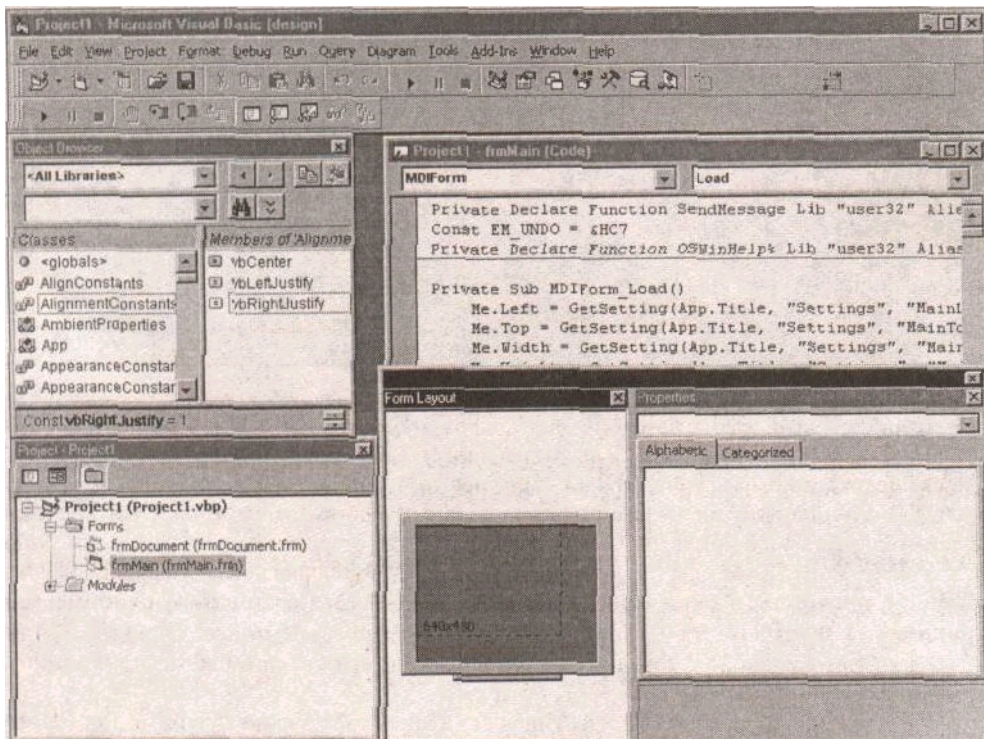 Project1 - Microsoft Visual Basic [design]
File Edit View Project Format Debug Run Query Diagram Tools Add-Ins Window Help
Object Browser
<All Libraries>
Classes
<globals>
AlignConstants
AlignmentConstants
AmbientProperties
App
AppearanceConstar
AppearanceConstar
Members of 'Alignme
vbCenter
vbLeftJustify
vbRightJustify
Const vbRightJustify = 1
Project1 - frmMain (Code)
MDIForm
Load
Private Declare Function SendMessage Lib "user32" Alie
Const EM_UNDO = &HC7
Private Declare Function OSWinHelp% Lib "user32" Alias
Private Sub MDIForm_Load()
Me.Left = GetSetting(App.Title, "Settings", "MainL
Me.Top = GetSetting(App.Title, "Settings", "MainTo
Me.Width = GetSetting(App.Title, "Settings", "Main
Project - Project1
Project1 (Project1.vbp)
Forms
frmDocument (frmDocument.frm)
frmMain (frmMain.frm)
Modules
Form Layout
640x480
Properties
Alphabetic Categorized